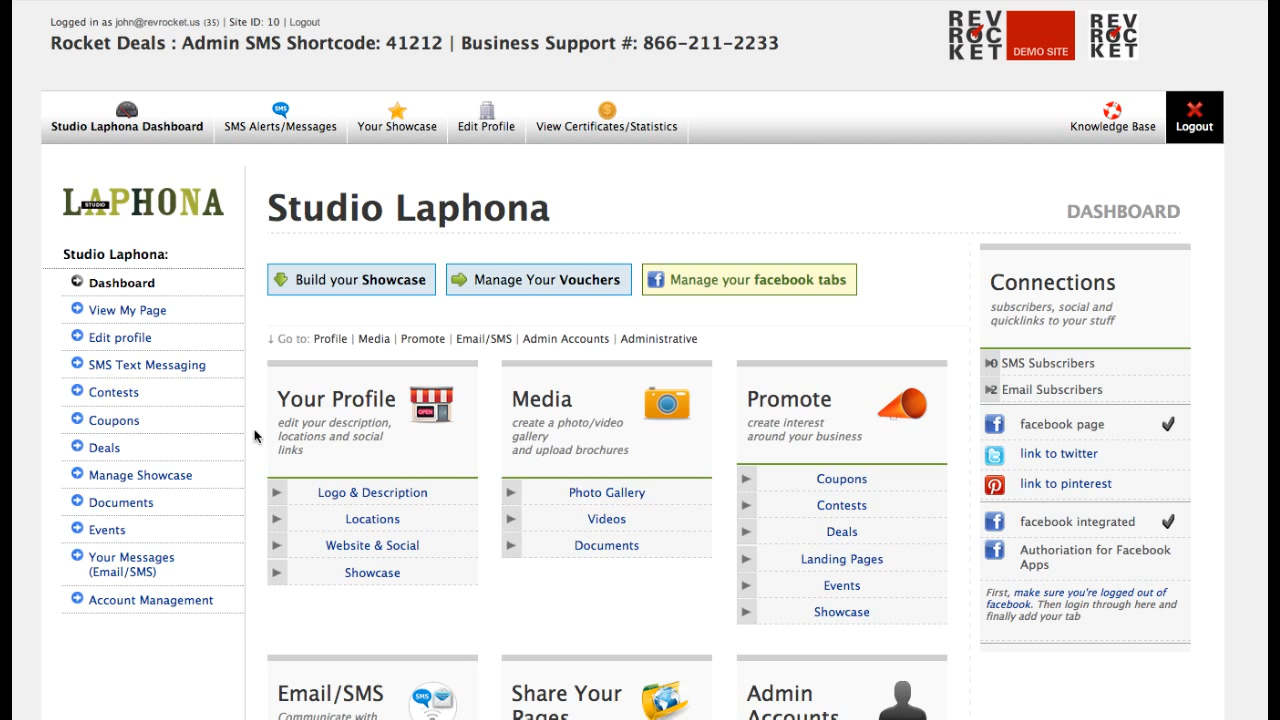 Logged in as john@revrocket.us (35) | Site ID: 10 | Logout
Rocket Deals : Admin SMS Shortcode: 41212 | Business Support #: 866-211-2233
REV ROCKET
DEMO SITE
REV ROCKET
Studio Laphona Dashboard
SMS Alerts/Messages
Your Showcase
Edit Profile
View Certificates/Statistics
Knowledge Base
Logout
LAPHONA
STUDIO
Studio Laphona:
Dashboard
View My Page
Edit profile
SMS Text Messaging
Contests
Coupons
Deals
Manage Showcase
Documents
Events
Your Messages
(Email/SMS)
Account Management
Studio Laphona
DASHBOARD
Build your Showcase
Manage Your Vouchers
Manage your facebook tabs
↓ Go to: Profile | Media | Promote | Email/SMS | Admin Accounts | Administrative
Your Profile
OPEN
edit your description,
locations and social
links
Logo & Description
Locations
Website & Social
Showcase
Media
create a photo/video
gallery
and upload brochures
Photo Gallery
Videos
Documents
Promote
create interest
around your business
Coupons
Contests
Deals
Landing Pages
Events
Showcase
Connections
subscribers, social and
quicklinks to your stuff
0 SMS Subscribers
2 Email Subscribers
facebook page
link to twitter
link to pinterest
facebook integrated
Authoriation for Facebook
Apps
First, make sure you're logged out of
facebook. Then login through here and
finally add your tab
Email/SMS
SMS
Communicate with
Share Your
Pages
Admin
Accounts